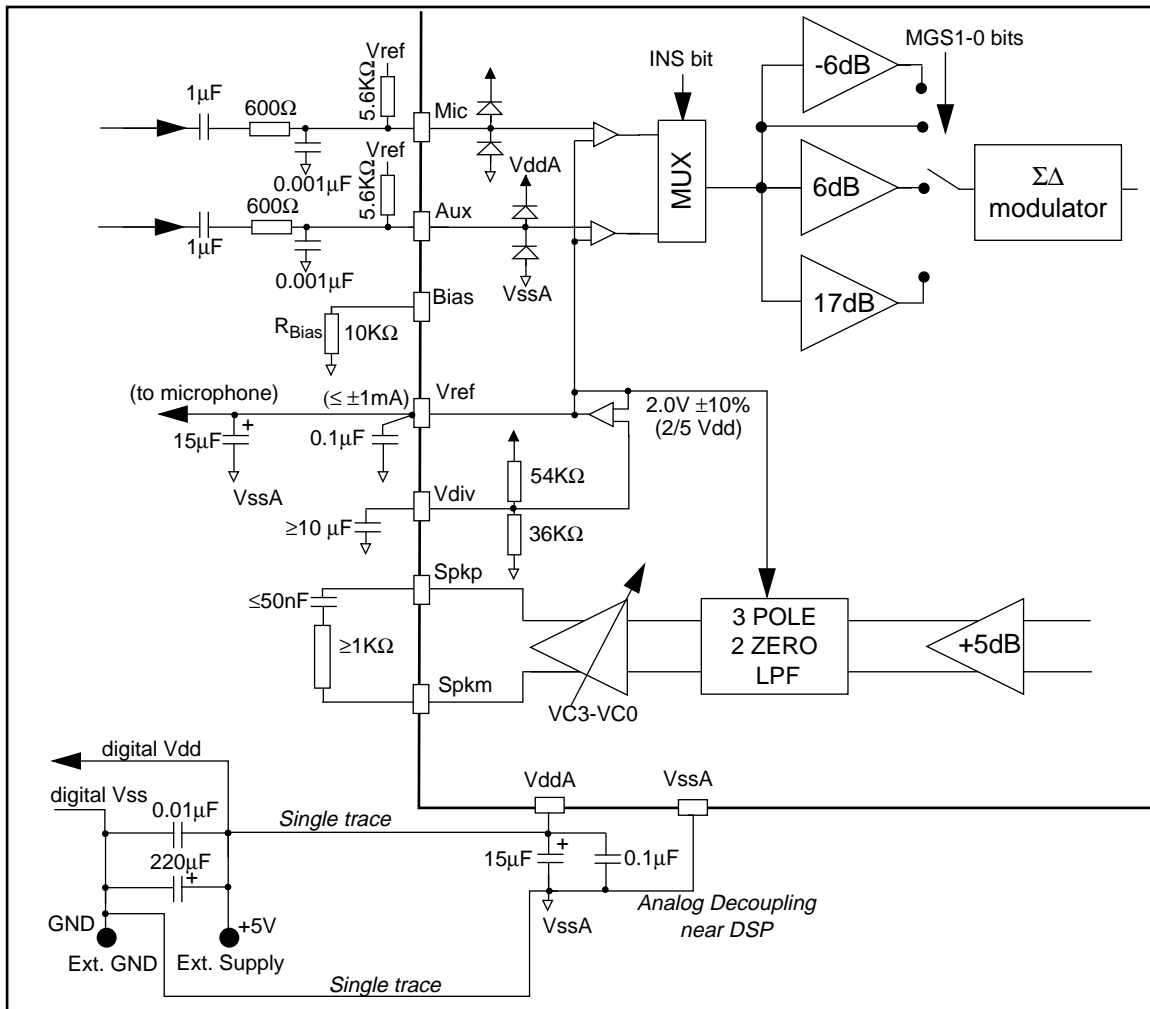 Vref
5.6KΩ
1μF
600Ω
0.001μF
Mic
Vref
5.6KΩ
VddA
600Ω
1μF
0.001μF
Aux
VssA
INS bit
MUX
MGS1-0 bits
-6dB
6dB
17dB
ΣΔ
modulator
Bias
RBias
10KΩ
(to microphone)
(≤ ±1mA)
Vref
2.0V ±10%
(2/5 Vdd)
15μF
+
0.1μF
VssA
54KΩ
Vdiv
≥10 μF
36KΩ
Spkp
≤50nF
≥1KΩ
Spkm
VC3-VC0
3 POLE
2 ZERO
LPF
+5dB
digital Vdd
digital Vss
0.01μF
220μF
+
Single trace
VddA
VssA
15μF
+
0.1μF
VssA
Analog Decoupling
near DSP
GND
+5V
Ext. GND
Ext. Supply
Single trace